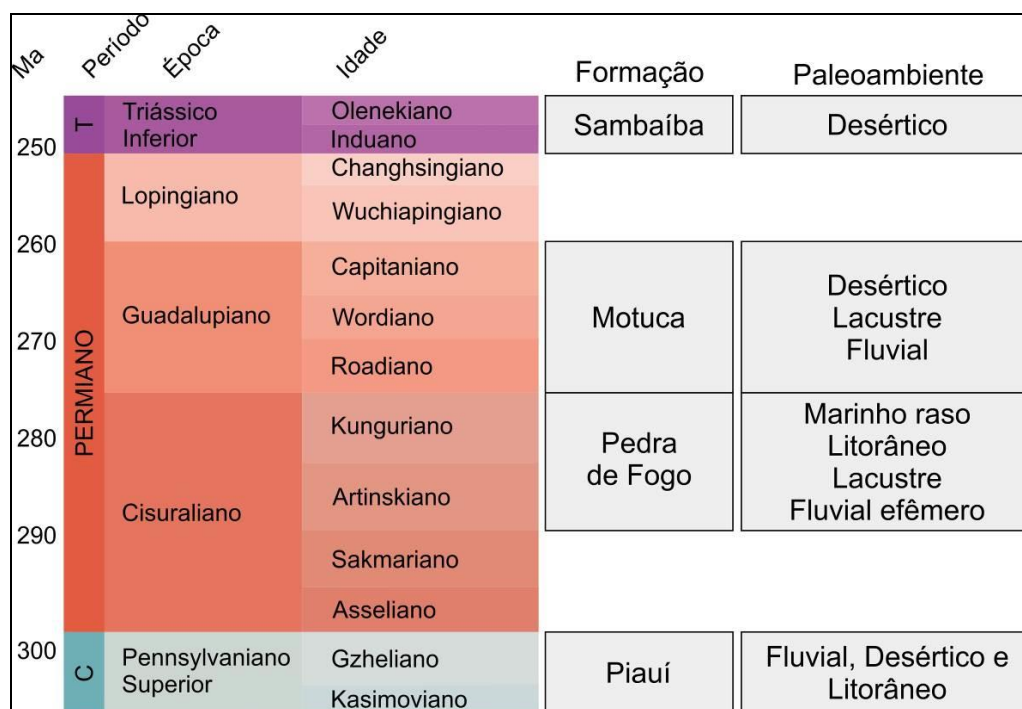 Ma
Período
Época
Idade
Formação
Paleoambiente
T
Triássico
Inferior
Olenekiano
Induano
Sambaíba
Desértico
250
PERMIANO
Lopingiano
Changhsingiano
Wuchiapingiano
260
Guadalupiano
Capitaniano
Wordiano
Roadiano
Motuca
Desértico
Lacustre
Fluvial
270
280
Cisuraliano
Kunguriano
Artinskiano
Sakmariano
Asseliano
Pedra
de Fogo
Marinho raso
Litorâneo
Lacustre
Fluvial efêmero
290
300
C
Pennsylvaniano
Superior
Gzheliano
Kasimoviano
Piauí
Fluvial, Desértico e
Litorâneo